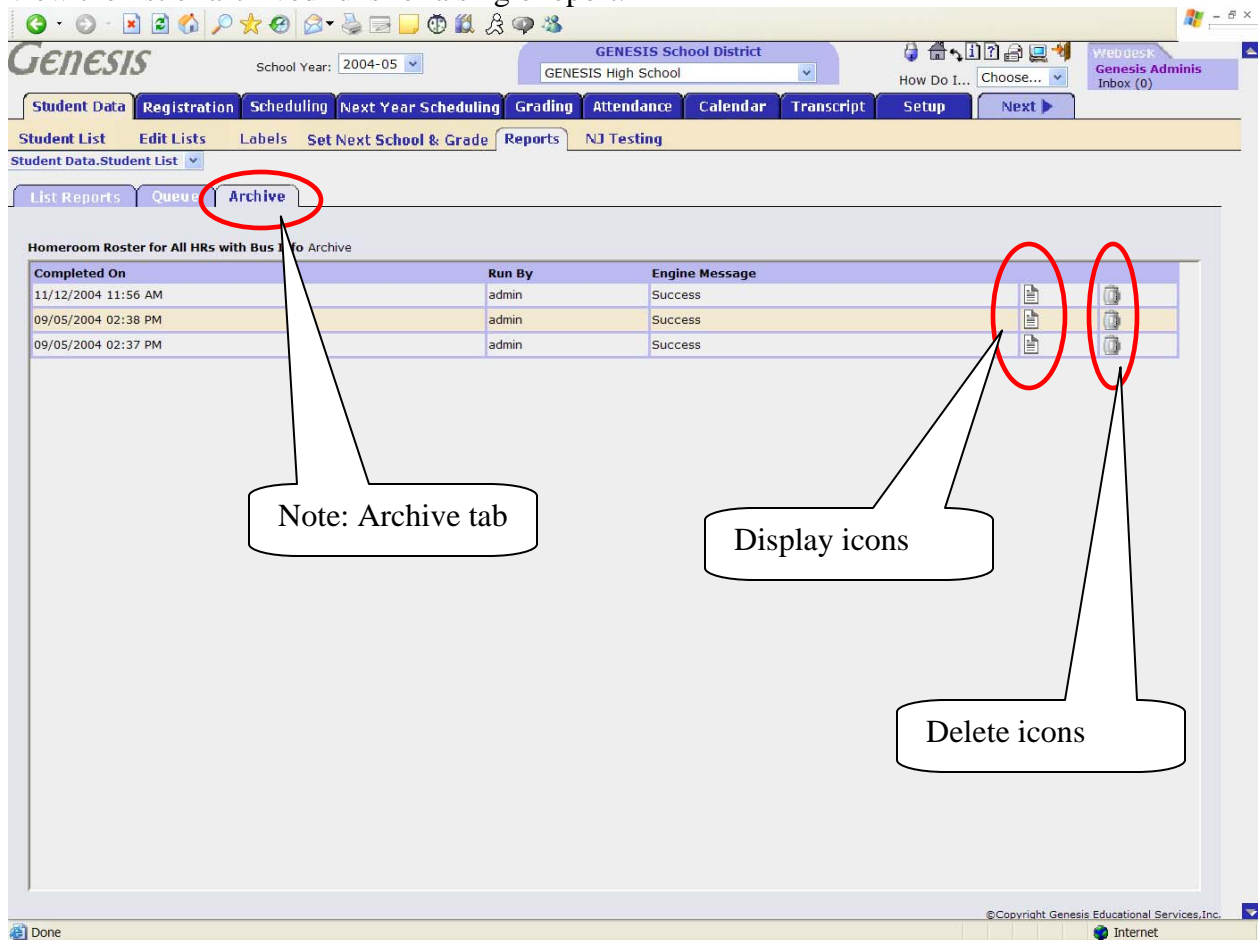 GENESIS School District
Genesis
School Year: 2004-05
GENESIS High School
How Do I... Choose...
Webdesk
Genesis Adminis
Inbox (0)
Student Data Registration Scheduling Next Year Scheduling Grading Attendance Calendar Transcript Setup Next
Student List Edit Lists Labels Set Next School & Grade Reports NJ Testing
Student Data.Student List
List Reports Queue Archive
Homeroom Roster for All HRs with Bus fo Archive
Completed On Run By Engine Message
11/12/2004 11:56 AM admin Success
09/05/2004 02:38 PM admin Success
09/05/2004 02:37 PM admin Success
Note: Archive tab
Display icons
Delete icons
©Copyright Genesis Educational Services,Inc.
Done Internet